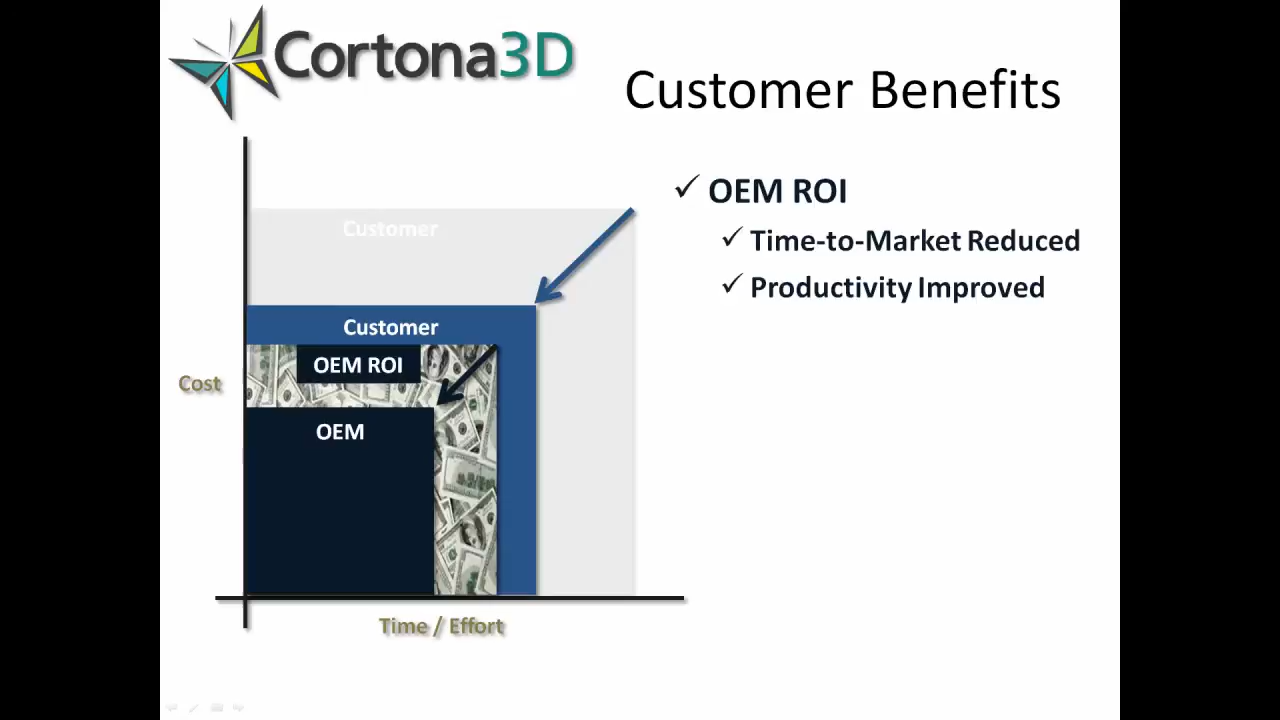 Cortona3D
Customer Benefits
✓ OEM ROI
✓ Time-to-Market Reduced
✓ Productivity Improved
Customer
Customer
OEM ROI
OEM
Cost
Time / Effort